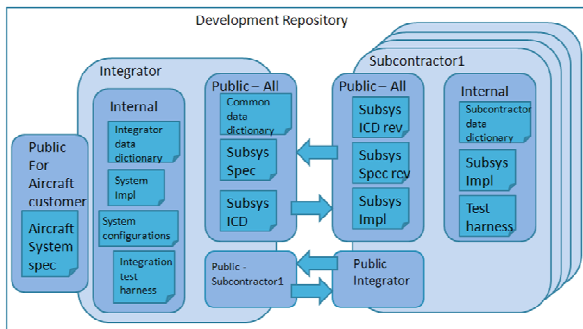 Development Repository
Integrator
Internal
Integrator
data
dictionary
System
Impl
System
configurations
Integration
test
harness
Public
For
Aircraft
customer
Aircraft
System
spec
Public – All
Common
data
dictionary
Subsys
Spec
Subsys
ICD
Public -
Subcontractor1
Subcontractor1
Public – All
Subsys
ICD rev
Subsys
Spec rev
Subsys
Impl
Public
Integrator
Internal
Subcontractor
data
dictionary
Subsys
Impl
Test
harness